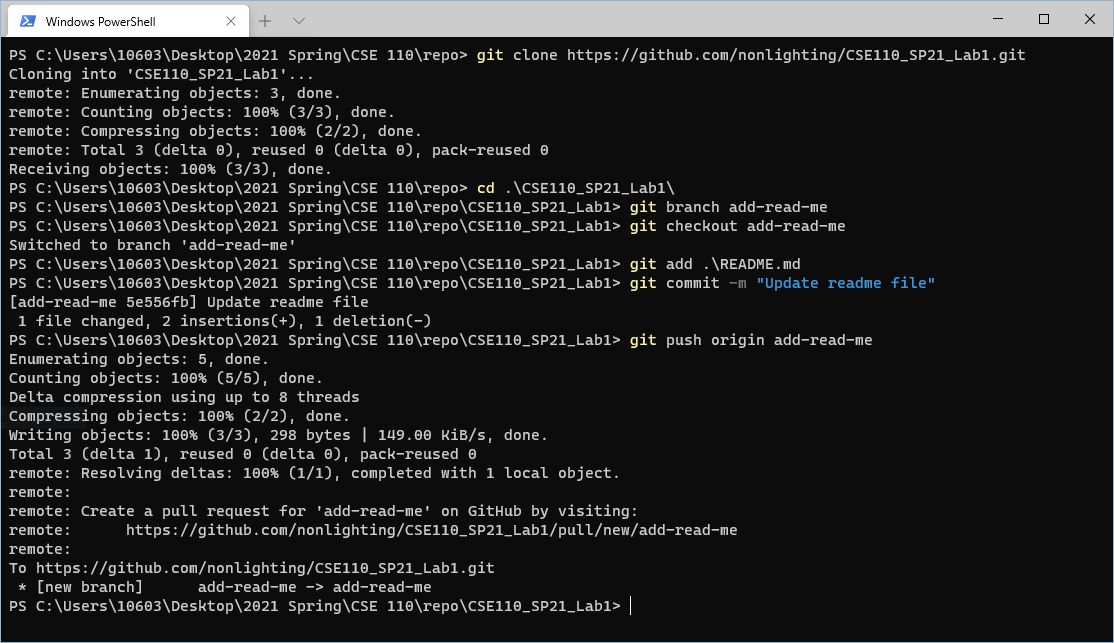 Windows PowerShell
PS C:\Users\10603\Desktop\2021 Spring\CSE 110\repo> git clone https://github.com/nonlighting/CSE110_SP21_Lab1.git
Cloning into 'CSE110_SP21_Lab1'...
remote: Enumerating objects: 3, done.
remote: Counting objects: 100% (3/3), done.
remote: Compressing objects: 100% (2/2), done.
remote: Total 3 (delta 0), reused 0 (delta 0), pack-reused 0
Receiving objects: 100% (3/3), done.
PS C:\Users\10603\Desktop\2021 Spring\CSE 110\repo> cd .\CSE110_SP21_Lab1\
PS C:\Users\10603\Desktop\2021 Spring\CSE 110\repo\CSE110_SP21_Lab1> git branch add-read-me
PS C:\Users\10603\Desktop\2021 Spring\CSE 110\repo\CSE110_SP21_Lab1> git checkout add-read-me
Switched to branch 'add-read-me'
PS C:\Users\10603\Desktop\2021 Spring\CSE 110\repo\CSE110_SP21_Lab1> git add .\README.md
PS C:\Users\10603\Desktop\2021 Spring\CSE 110\repo\CSE110_SP21_Lab1> git commit -m "Update readme file"
[add-read-me 5e556fb] Update readme file
 1 file changed, 2 insertions(+), 1 deletion(-)
PS C:\Users\10603\Desktop\2021 Spring\CSE 110\repo\CSE110_SP21_Lab1> git push origin add-read-me
Enumerating objects: 5, done.
Counting objects: 100% (5/5), done.
Delta compression using up to 8 threads
Compressing objects: 100% (2/2), done.
Writing objects: 100% (3/3), 298 bytes | 149.00 KiB/s, done.
Total 3 (delta 1), reused 0 (delta 0), pack-reused 0
remote: Resolving deltas: 100% (1/1), completed with 1 local object.
remote:
remote: Create a pull request for 'add-read-me' on GitHub by visiting:
remote:      https://github.com/nonlighting/CSE110_SP21_Lab1/pull/new/add-read-me
remote:
To https://github.com/nonlighting/CSE110_SP21_Lab1.git
 * [new branch]      add-read-me -> add-read-me
PS C:\Users\10603\Desktop\2021 Spring\CSE 110\repo\CSE110_SP21_Lab1>